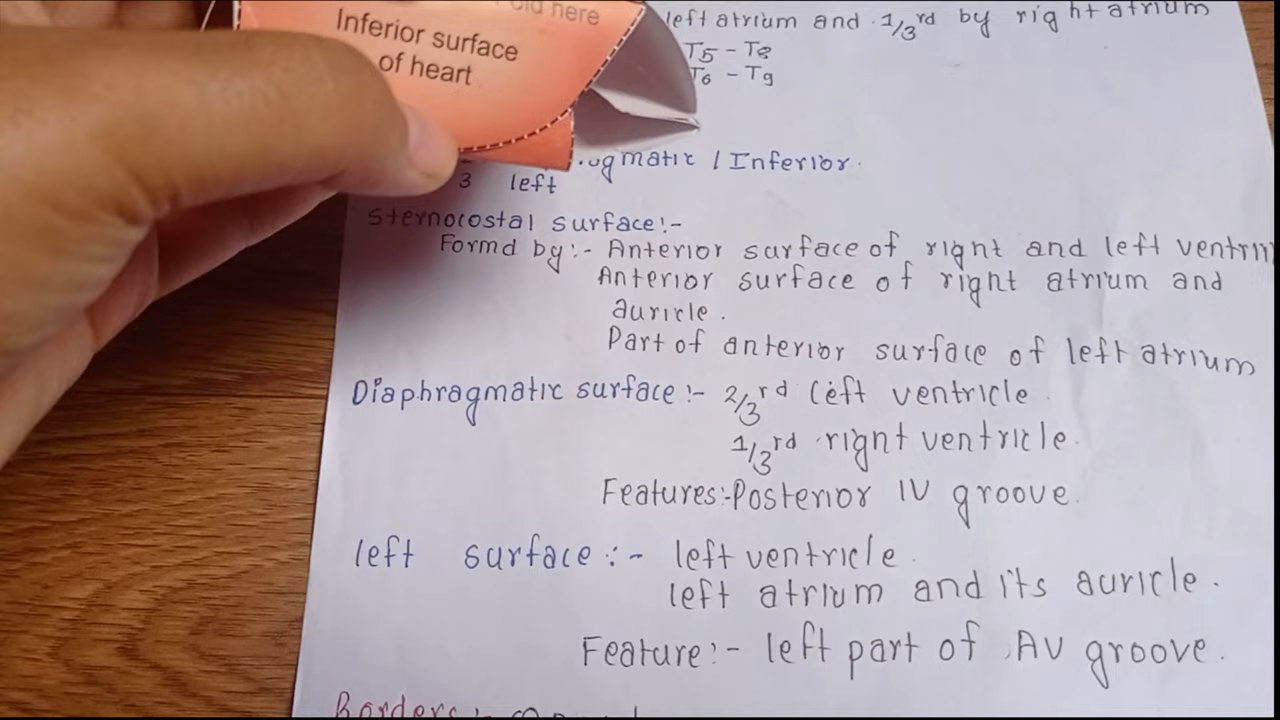 old here
Inferior surface
of heart
left atrium and 1/3rd by right atrium
T5 - T8
T6 - T9
gmatic / Inferior.
3 left
Sternocostal surface:-
Formd by:- Anterior surface of right and left ventri
Anterior surface of right atrium and
auricle.
Part of anterior surface of left atrium
Diaphragmatic surface:- 2/3rd left ventricle.
1/3rd right ventricle.
Features:- Posterior IV groove.
left surface:- left ventricle.
left atrium and its auricle.
Feature:- left part of AV groove.
Borders:-